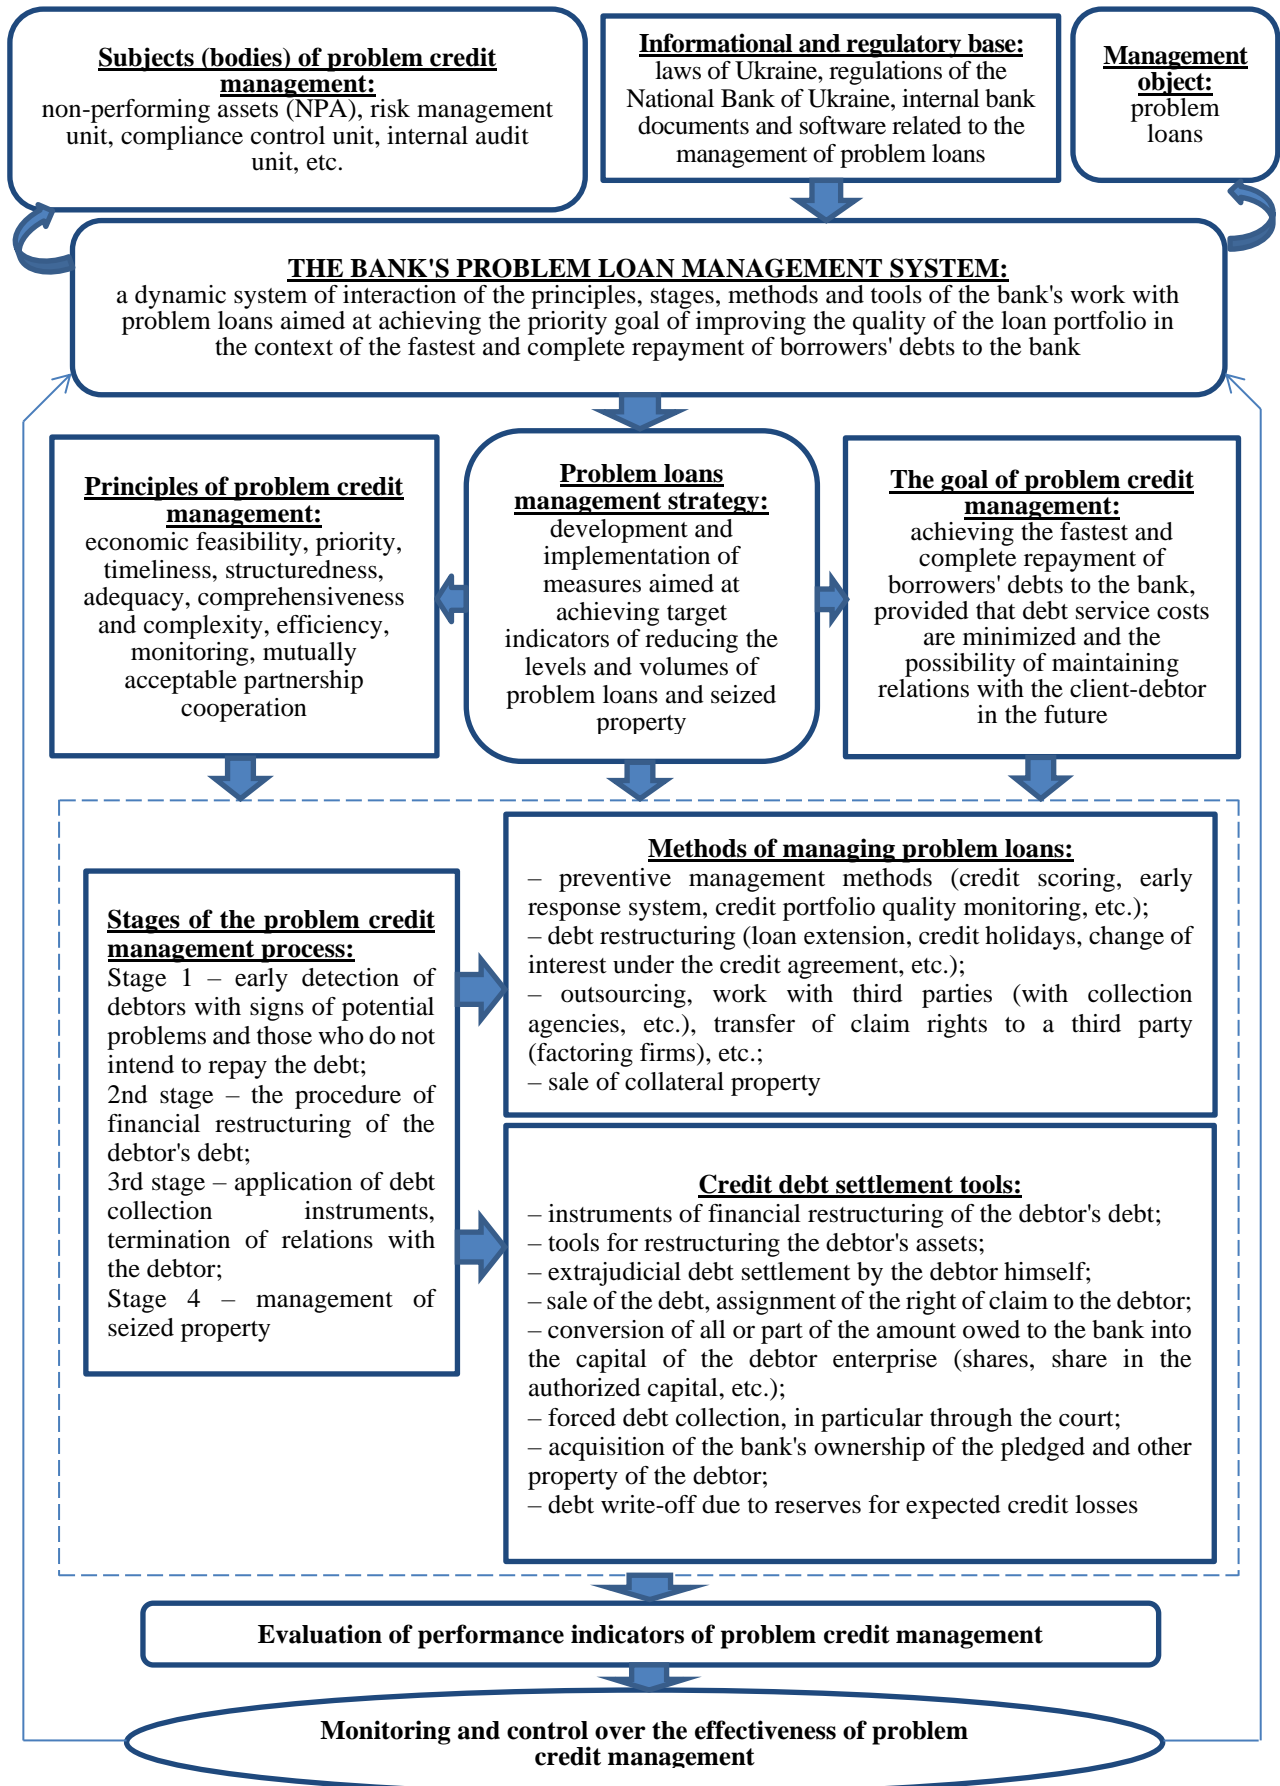 Subjects (bodies) of problem credit
management:
non-performing assets (NPA), risk management
unit, compliance control unit, internal audit
unit, etc.
Informational and regulatory base:
laws of Ukraine, regulations of the
National Bank of Ukraine, internal bank
documents and software related to the
management of problem loans
Management
object:
problem
loans
THE BANK'S PROBLEM LOAN MANAGEMENT SYSTEM:
a dynamic system of interaction of the principles, stages, methods and tools of the bank's work with
problem loans aimed at achieving the priority goal of improving the quality of the loan portfolio in
the context of the fastest and complete repayment of borrowers' debts to the bank
Principles of problem credit
management:
economic feasibility, priority,
timeliness, structuredness,
adequacy, comprehensiveness
and complexity, efficiency,
monitoring, mutually
acceptable partnership
cooperation
Problem loans
management strategy:
development and
implementation of
measures aimed at
achieving target
indicators of reducing the
levels and volumes of
problem loans and seized
property
The goal of problem credit
management:
achieving the fastest and
complete repayment of
borrowers' debts to the bank,
provided that debt service costs
are minimized and the
possibility of maintaining
relations with the client-debtor
in the future
Stages of the problem credit
management process:
Stage 1 – early detection of
debtors with signs of potential
problems and those who do not
intend to repay the debt;
2nd stage – the procedure of
financial restructuring of the
debtor's debt;
3rd stage – application of debt
collection instruments,
termination of relations with
the debtor;
Stage 4 – management of
seized property
Methods of managing problem loans:
– preventive management methods (credit scoring, early
response system, credit portfolio quality monitoring, etc.);
– debt restructuring (loan extension, credit holidays, change of
interest under the credit agreement, etc.);
– outsourcing, work with third parties (with collection
agencies, etc.), transfer of claim rights to a third party
(factoring firms), etc.;
– sale of collateral property
Credit debt settlement tools:
– instruments of financial restructuring of the debtor's debt;
– tools for restructuring the debtor's assets;
– extrajudicial debt settlement by the debtor himself;
– sale of the debt, assignment of the right of claim to the debtor;
– conversion of all or part of the amount owed to the bank into
the capital of the debtor enterprise (shares, share in the
authorized capital, etc.);
– forced debt collection, in particular through the court;
– acquisition of the bank's ownership of the pledged and other
property of the debtor;
– debt write-off due to reserves for expected credit losses
Evaluation of performance indicators of problem credit management
Monitoring and control over the effectiveness of problem
credit management